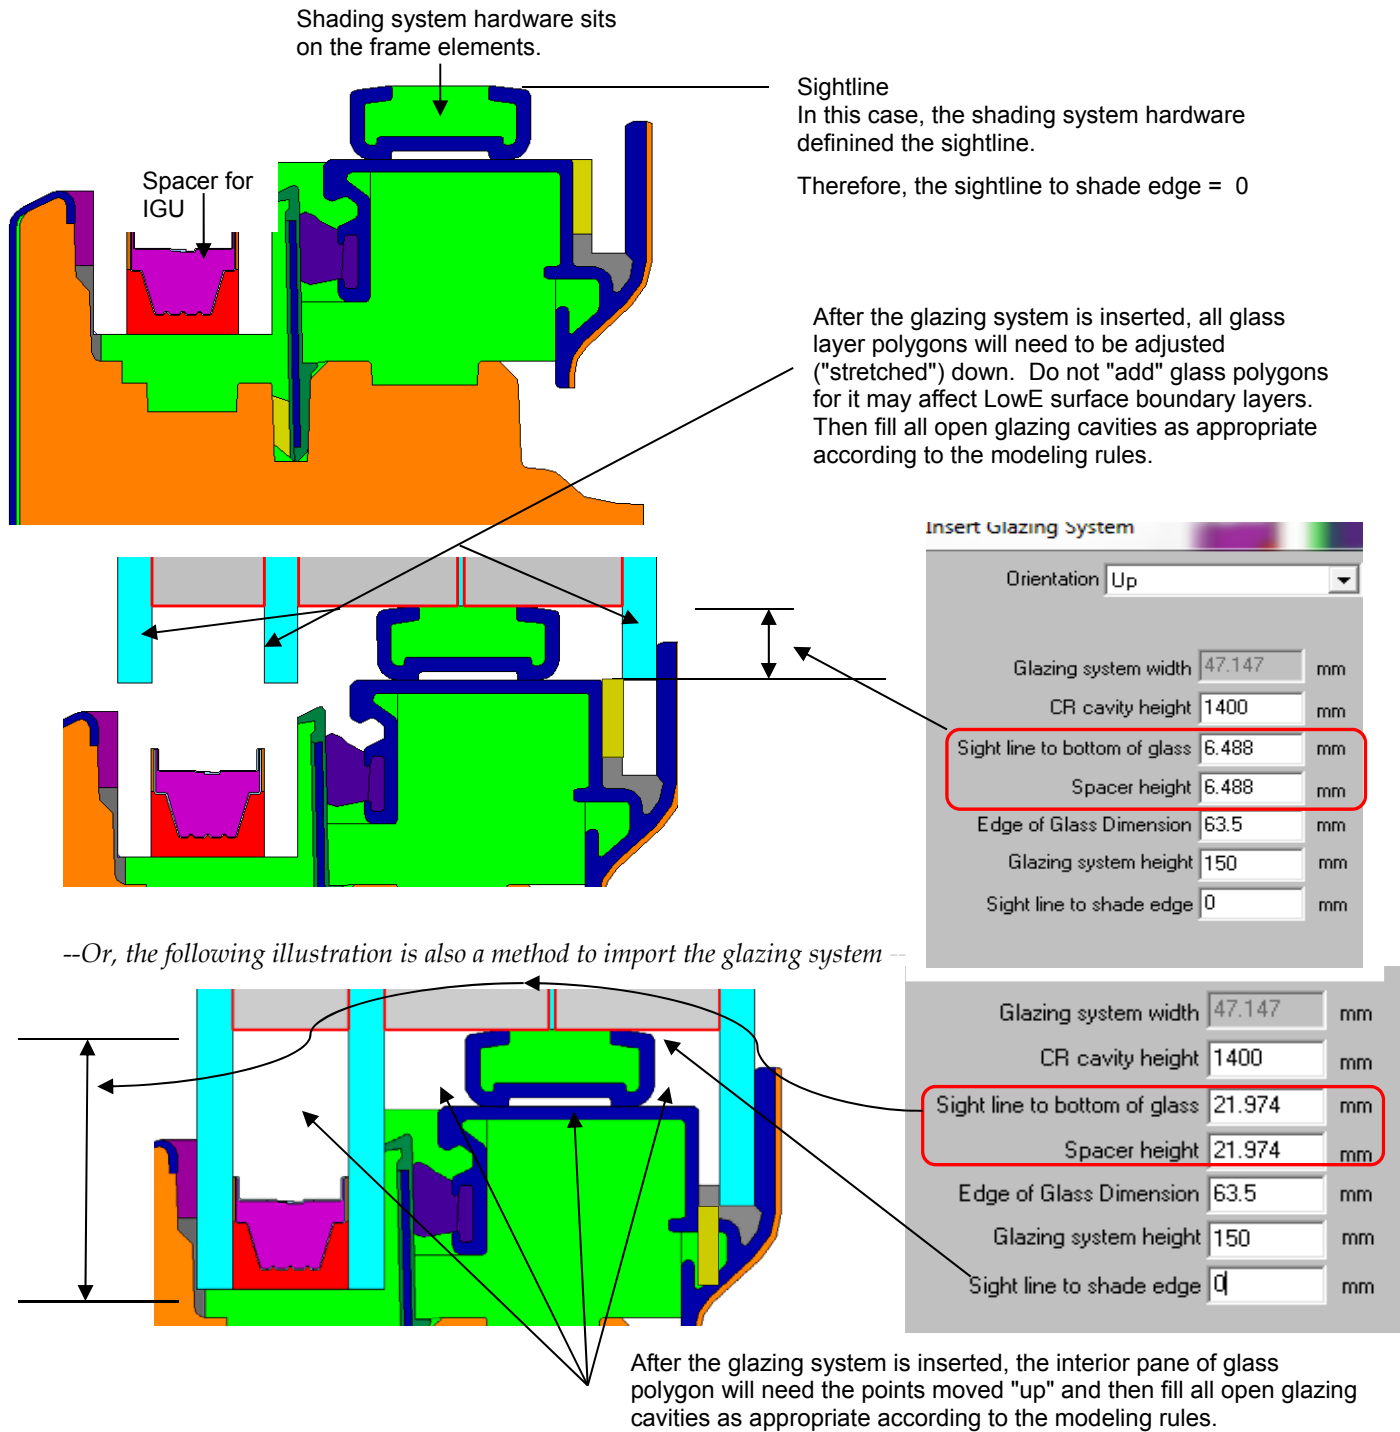 Shading system hardware sits
on the frame elements.
Sightline
In this case, the shading system hardware
definined the sightline.
Therefore, the sightline to shade edge = 0
Spacer for
IGU
After the glazing system is inserted, all glass
layer polygons will need to be adjusted
("stretched") down. Do not "add" glass polygons
for it may affect LowE surface boundary layers.
Then fill all open glazing cavities as appropriate
according to the modeling rules.
Insert Glazing System
Orientation Up
Glazing system width 47.147 mm
CR cavity height 1400 mm
Sight line to bottom of glass 6.488 mm
Spacer height 6.488 mm
Edge of Glass Dimension 63.5 mm
Glazing system height 150 mm
Sight line to shade edge 0 mm
--Or, the following illustration is also a method to import the glazing system --
Glazing system width 47.147 mm
CR cavity height 1400 mm
Sight line to bottom of glass 21.974 mm
Spacer height 21.974 mm
Edge of Glass Dimension 63.5 mm
Glazing system height 150 mm
Sight line to shade edge 0 mm
After the glazing system is inserted, the interior pane of glass
polygon will need the points moved "up" and then fill all open glazing
cavities as appropriate according to the modeling rules.